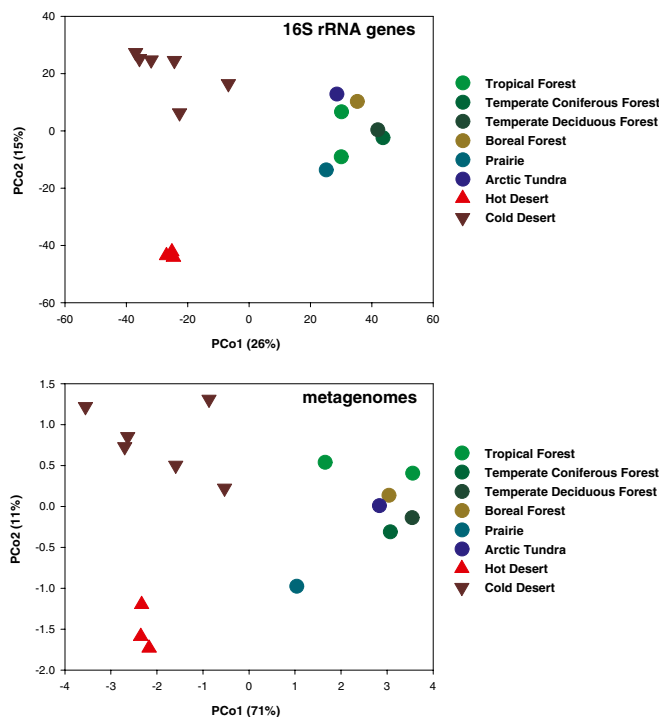 16S rRNA genes
40
20
0
-20
-40
-60
PCo2 (15%)
-60 -40 -20 0 20 40 60
PCo1 (26%)
Tropical Forest
Temperate Coniferous Forest
Temperate Deciduous Forest
Boreal Forest
Prairie
Arctic Tundra
Hot Desert
Cold Desert
metagenomes
1.5
1.0
0.5
0.0
-0.5
-1.0
-1.5
-2.0
PCo2 (11%)
-4 -3 -2 -1 0 1 2 3 4
PCo1 (71%)
Tropical Forest
Temperate Coniferous Forest
Temperate Deciduous Forest
Boreal Forest
Prairie
Arctic Tundra
Hot Desert
Cold Desert